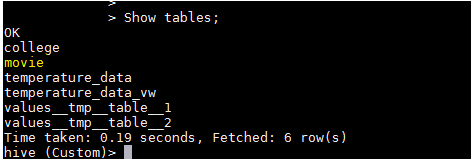 >
> Show tables;
OK
college
movie
temperature_data
temperature_data_vw
values__tmp__table__1
values__tmp__table__2
Time taken: 0.19 seconds, Fetched: 6 row(s)
hive (Custom)>